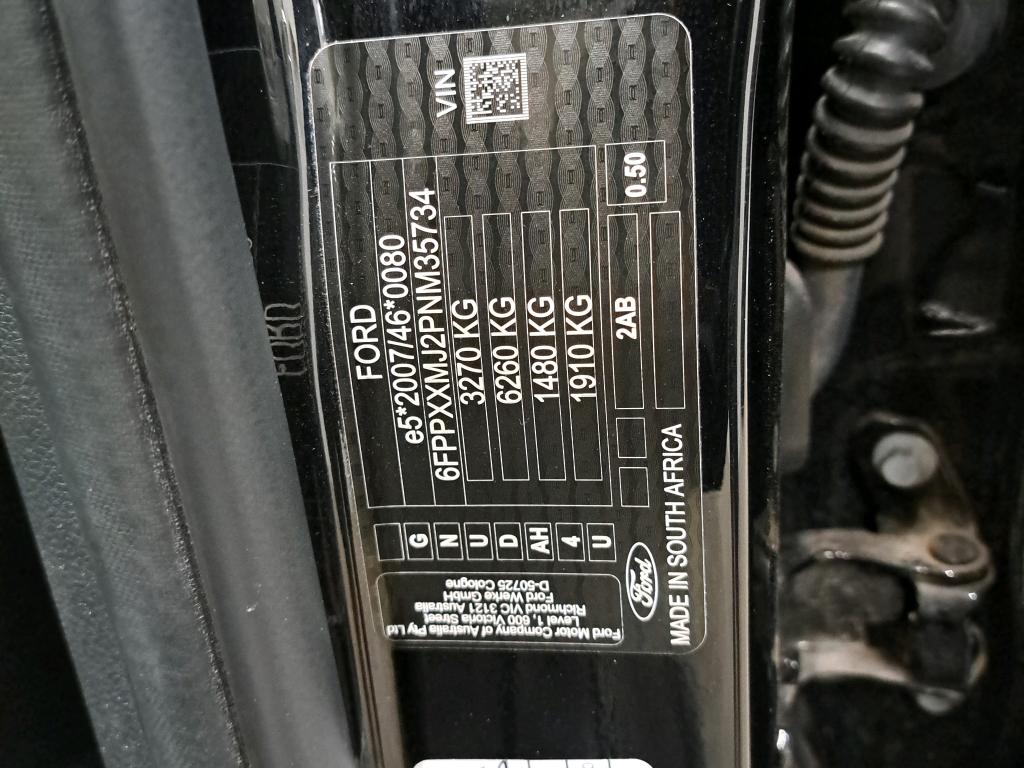 VIN
FORD
e5*2007/46*0080
6FPPXXMJ2PNM35734
3270 KG
6260 KG
1480 KG
1910 KG
2AB
0.50
G
N
U
D
AH
4
U
Ford Motor Company of Australia Pty Ltd
Level 1, 600 Victoria Street
Richmond VIC 3121 Australia
Ford Werke GmbH
D-50725 Cologne
Ford
MADE IN SOUTH AFRICA